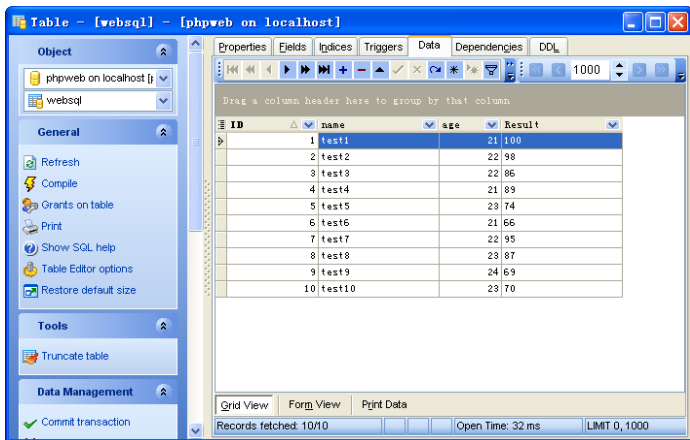 Table - [websql] - [phpweb on localhost]
Object
phpweb on localhost [p
websql
General
Refresh
Compile
Grants on table
Print
Show SQL help
Table Editor options
Restore default size
Tools
Truncate table
Data Management
Commit transaction
Properties Fields Indices Triggers Data Dependencies DDL
1000
Drag a column header here to group by that column
ID name age Result
1 test1 21 100
2 test2 22 98
3 test3 22 86
4 test4 21 89
5 test5 23 74
6 test6 21 66
7 test7 22 95
8 test8 23 87
9 test9 24 69
10 test10 23 70
Grid View Form View Print Data
Records fetched: 10/10 Open Time: 32 ms LIMIT 0, 1000